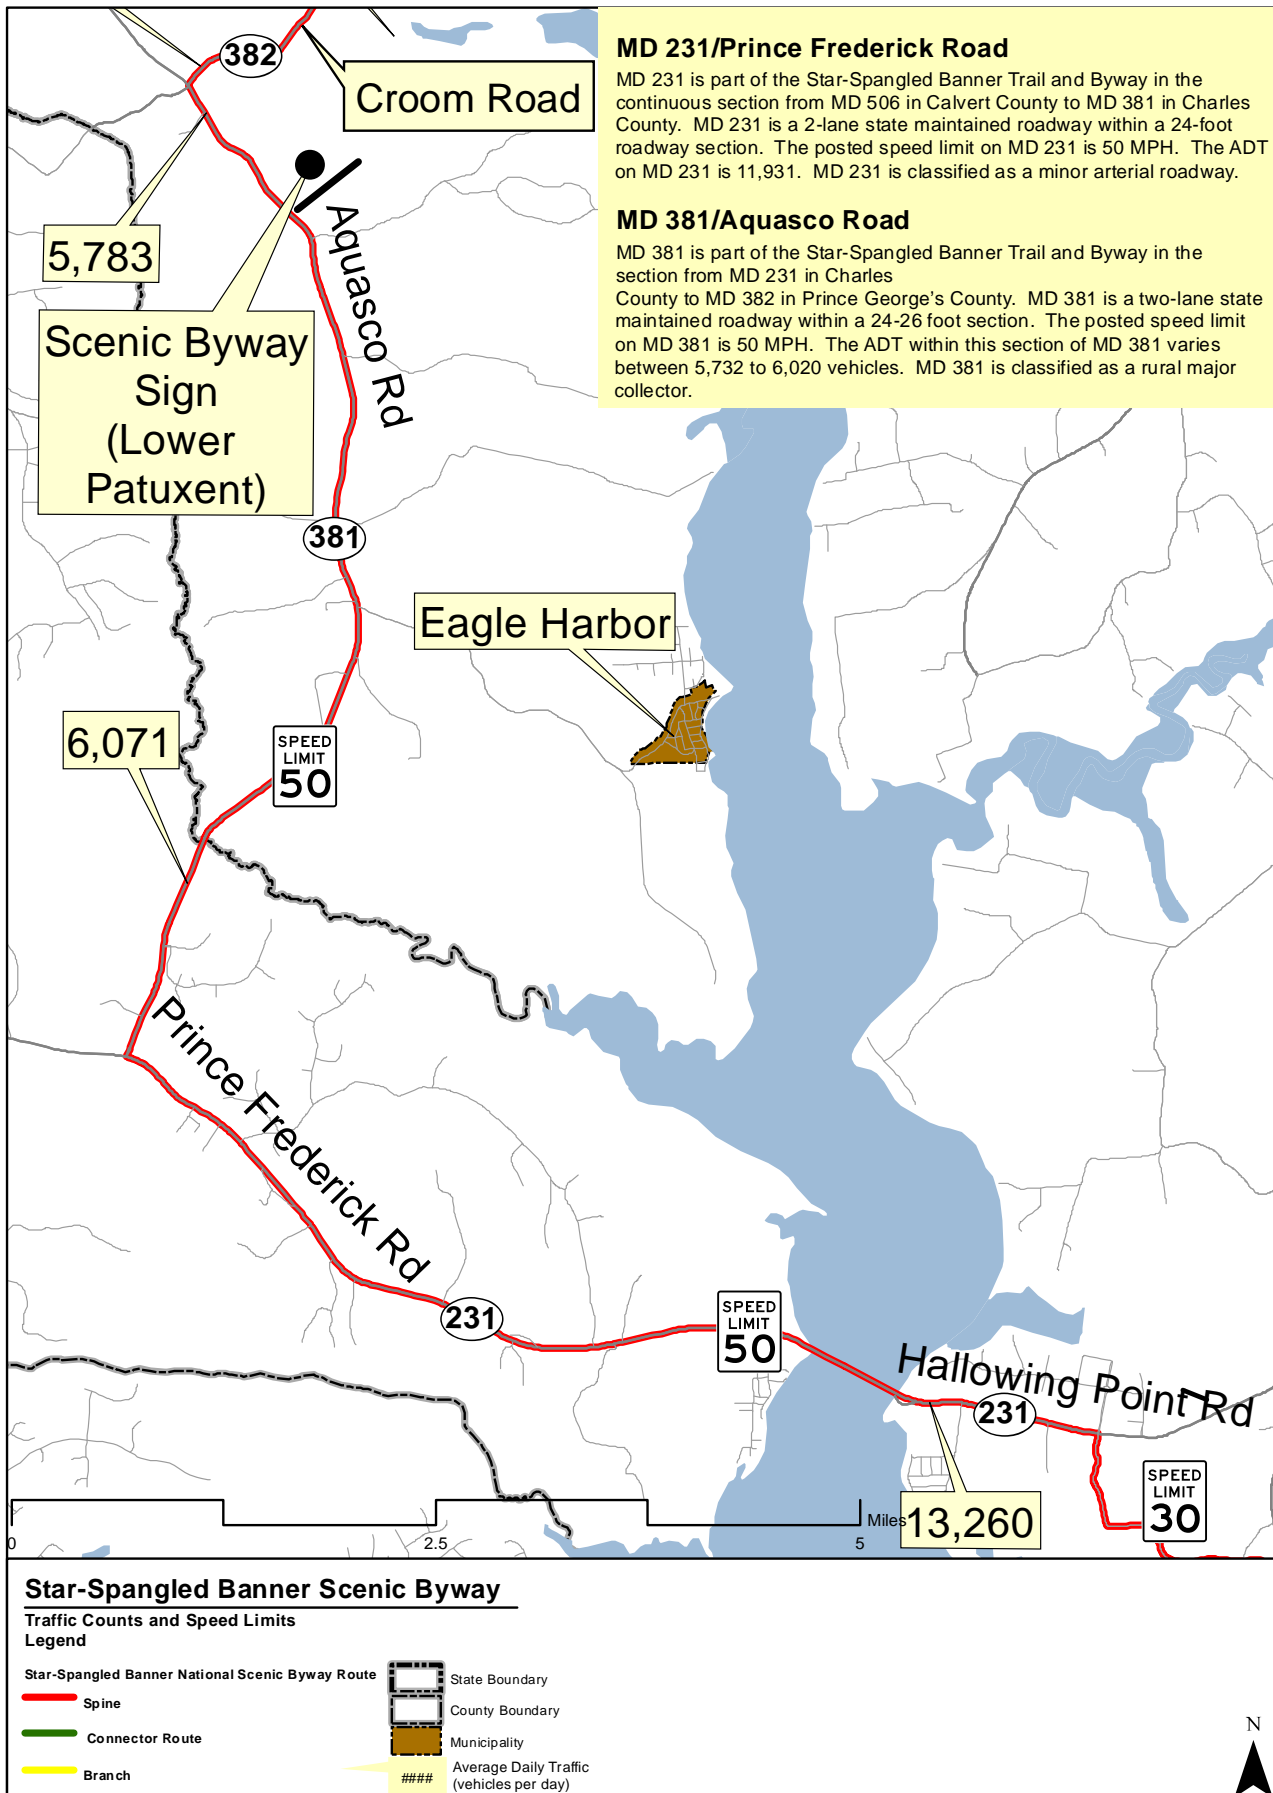 382
Croom Road
MD 231/Prince Frederick Road
MD 231 is part of the Star-Spangled Banner Trail and Byway in the
continuous section from MD 506 in Calvert County to MD 381 in Charles
County. MD 231 is a 2-lane state maintained roadway within a 24-foot
roadway section. The posted speed limit on MD 231 is 50 MPH. The ADT
on MD 231 is 11,931. MD 231 is classified as a minor arterial roadway.
MD 381/Aquasco Road
MD 381 is part of the Star-Spangled Banner Trail and Byway in the
section from MD 231 in Charles
County to MD 382 in Prince George's County. MD 381 is a two-lane state
maintained roadway within a 24-26 foot section. The posted speed limit
on MD 381 is 50 MPH. The ADT within this section of MD 381 varies
between 5,732 to 6,020 vehicles. MD 381 is classified as a rural major
collector.
5,783
Aquasco Rd
Scenic Byway
Sign
(Lower
Patuxent)
381
Eagle Harbor
6,071
SPEED
LIMIT
50
Prince Frederick Rd
231
SPEED
LIMIT
50
Hallowing Point Rd
231
SPEED
LIMIT
30
13,260
Miles
0
2.5
5
Star-Spangled Banner Scenic Byway
Traffic Counts and Speed Limits
Legend
Star-Spangled Banner National Scenic Byway Route
Spine
Connector Route
Branch
State Boundary
County Boundary
Municipality
####
Average Daily Traffic
(vehicles per day)
N